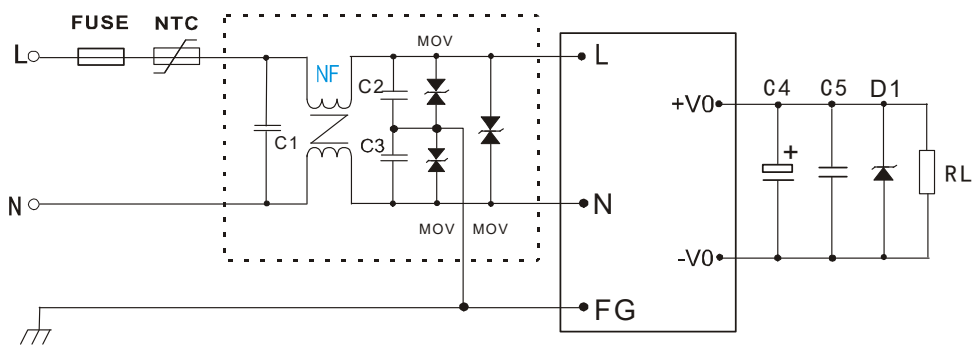 FUSE NTC
MOV
L
L
NF
C2
C4 C5 D1
+V0
C1
C3
+
RL
N
N
MOV MOV
-V0
FG